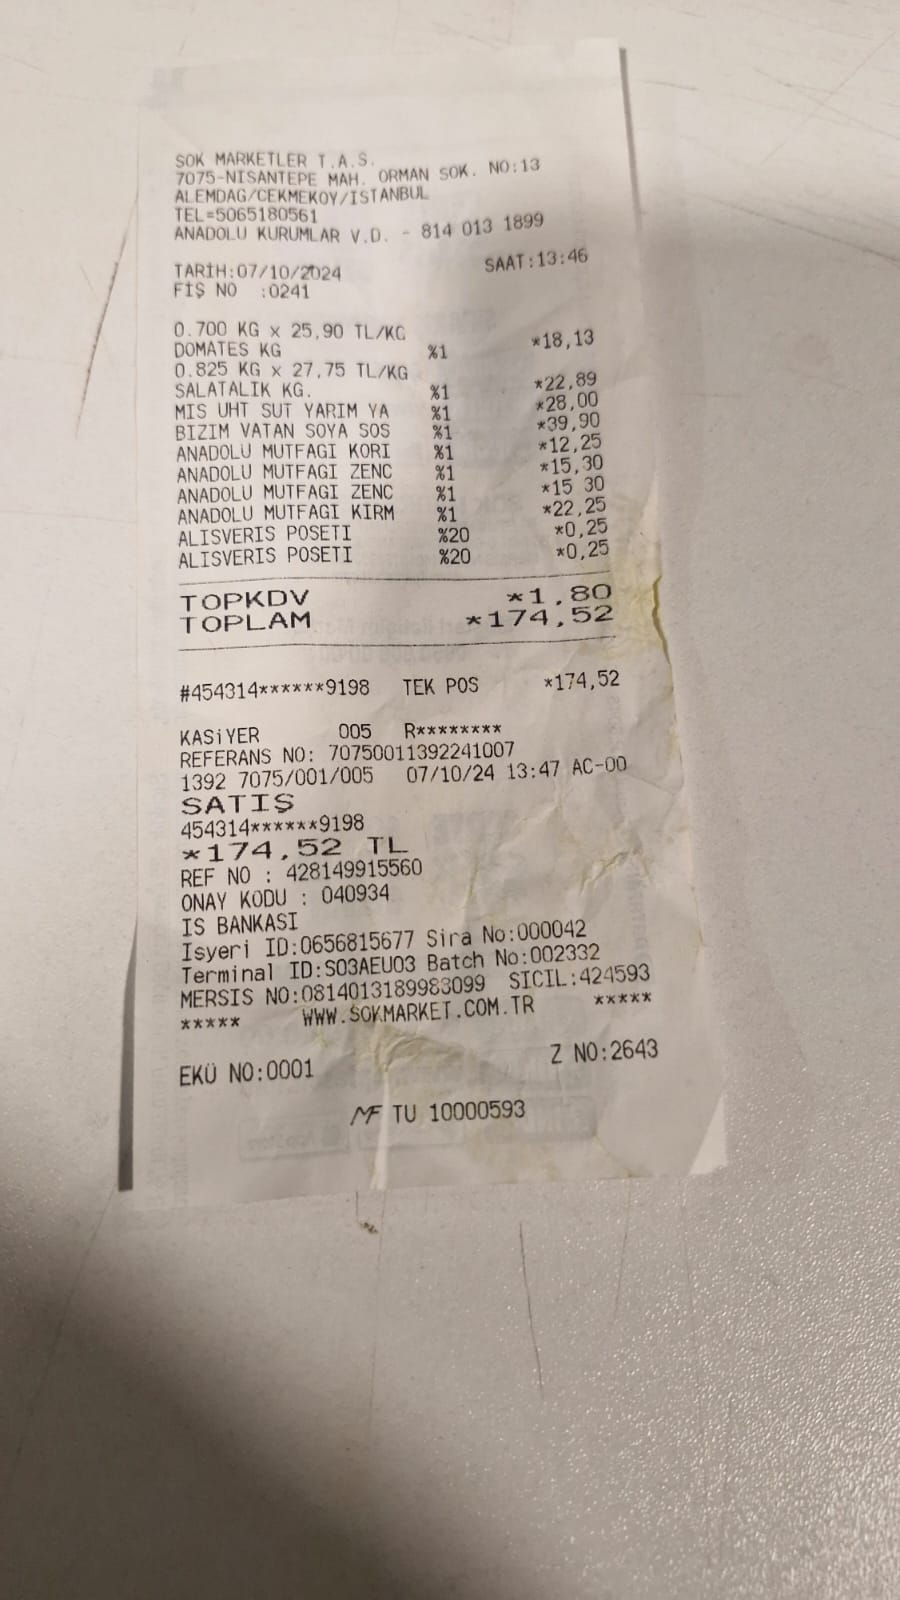 SOK MARKETLER T.A.S.
7075-NISANTEPE MAH. ORMAN SOK. NO:13
ALEMDAG/CEKMEKOY/ISTANBUL
TEL=5065180561
ANADOLU KURUMLAR V.D. - 814 013 1899
TARİH:07/10/2024 SAAT:13:46
FİŞ NO :0241
0.700 KG x 25,90 TL/KG
DOMATES KG %1 *18,13
0.825 KG x 27,75 TL/KG
SALATALIK KG. %1 *22,89
MIS UHT SUT YARIM YA %1 *28,00
BIZIM VATAN SOYA SOS %1 *39,90
ANADOLU MUTFAGI KORI %1 *12,25
ANADOLU MUTFAGI ZENC %1 *15,30
ANADOLU MUTFAGI ZENC %1 *15 30
ANADOLU MUTFAGI KIRM %1 *22,25
ALISVERIS POSETI %20 *0,25
ALISVERIS POSETI %20 *0,25
TOPKDV *1,80
TOPLAM *174,52
#454314******9198 TEK POS *174,52
KASİYER 005 R********
REFERANS NO: 70750011392241007
1392 7075/001/005 07/10/24 13:47 AC-00
SATIŞ
454314******9198
*174,52 TL
REF NO : 428149915560
ONAY KODU : 040934
IS BANKASI
Isyeri ID:0656815677 Sira No:000042
Terminal ID:S03AEU03 Batch No:002332
MERSIS NO:0814013189983099 SICIL:424593
***** WWW.SOKMARKET.COM.TR *****
EKÜ NO:0001 Z NO:2643
MF TU 10000593